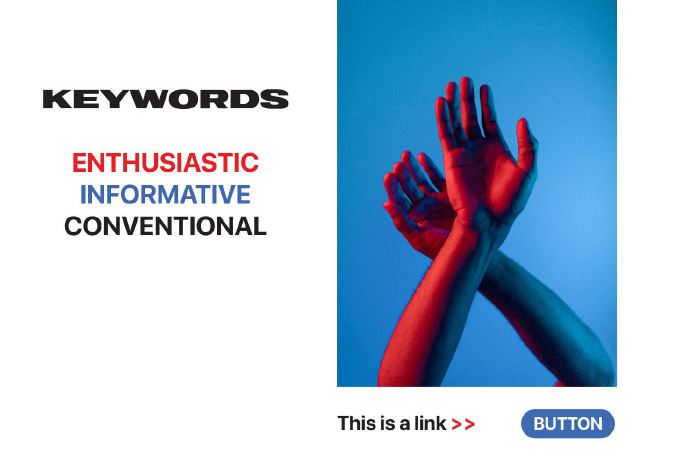 KEYWORDS
ENTHUSIASTIC
INFORMATIVE
CONVENTIONAL
This is a link >>
BUTTON